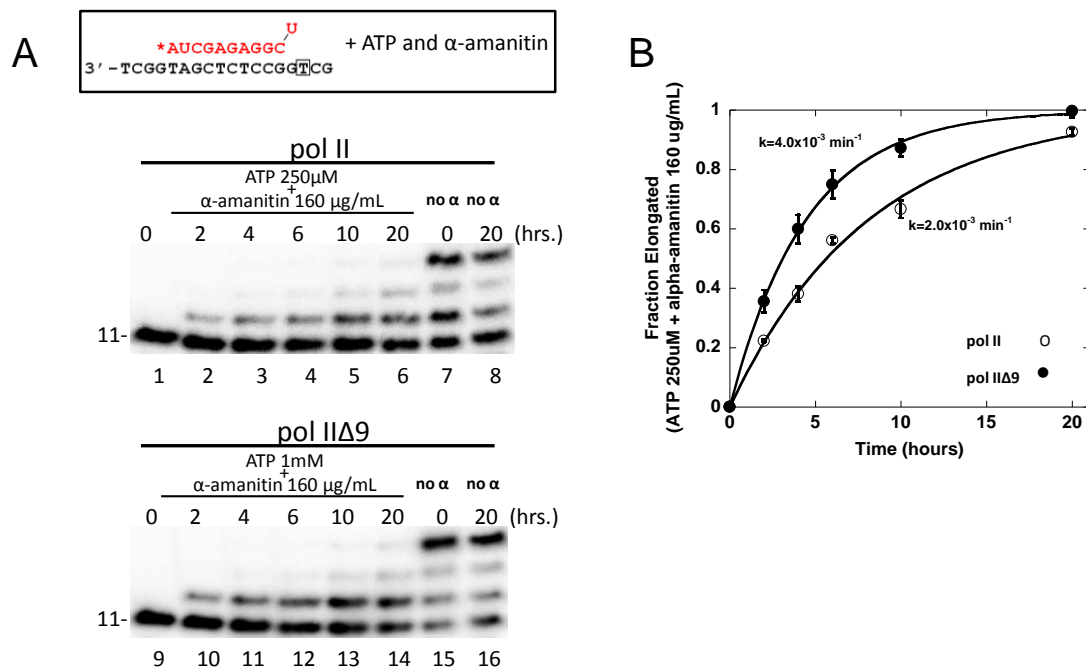 A
U
*AUCGAGAGGC
+ ATP and α-amanitin
3'-TCGGTAGCTCTCCGGTCG
pol II
ATP 250µM
+
α-amanitin 160 µg/mL
no α no α
0 2 4 6 10 20 0 20 (hrs.)
11-
1 2 3 4 5 6 7 8
pol IIΔ9
ATP 1mM
+
α-amanitin 160 µg/mL
no α no α
0 2 4 6 10 20 0 20 (hrs.)
11-
9 10 11 12 13 14 15 16
B
Fraction Elongated
(ATP 250uM + alpha-amanitin 160 ug/mL)
1
0.8
0.6
0.4
0.2
0
k=4.0x10⁻³ min⁻¹
k=2.0x10⁻³ min⁻¹
pol II
pol IIΔ9
0 5 10 15 20
Time (hours)